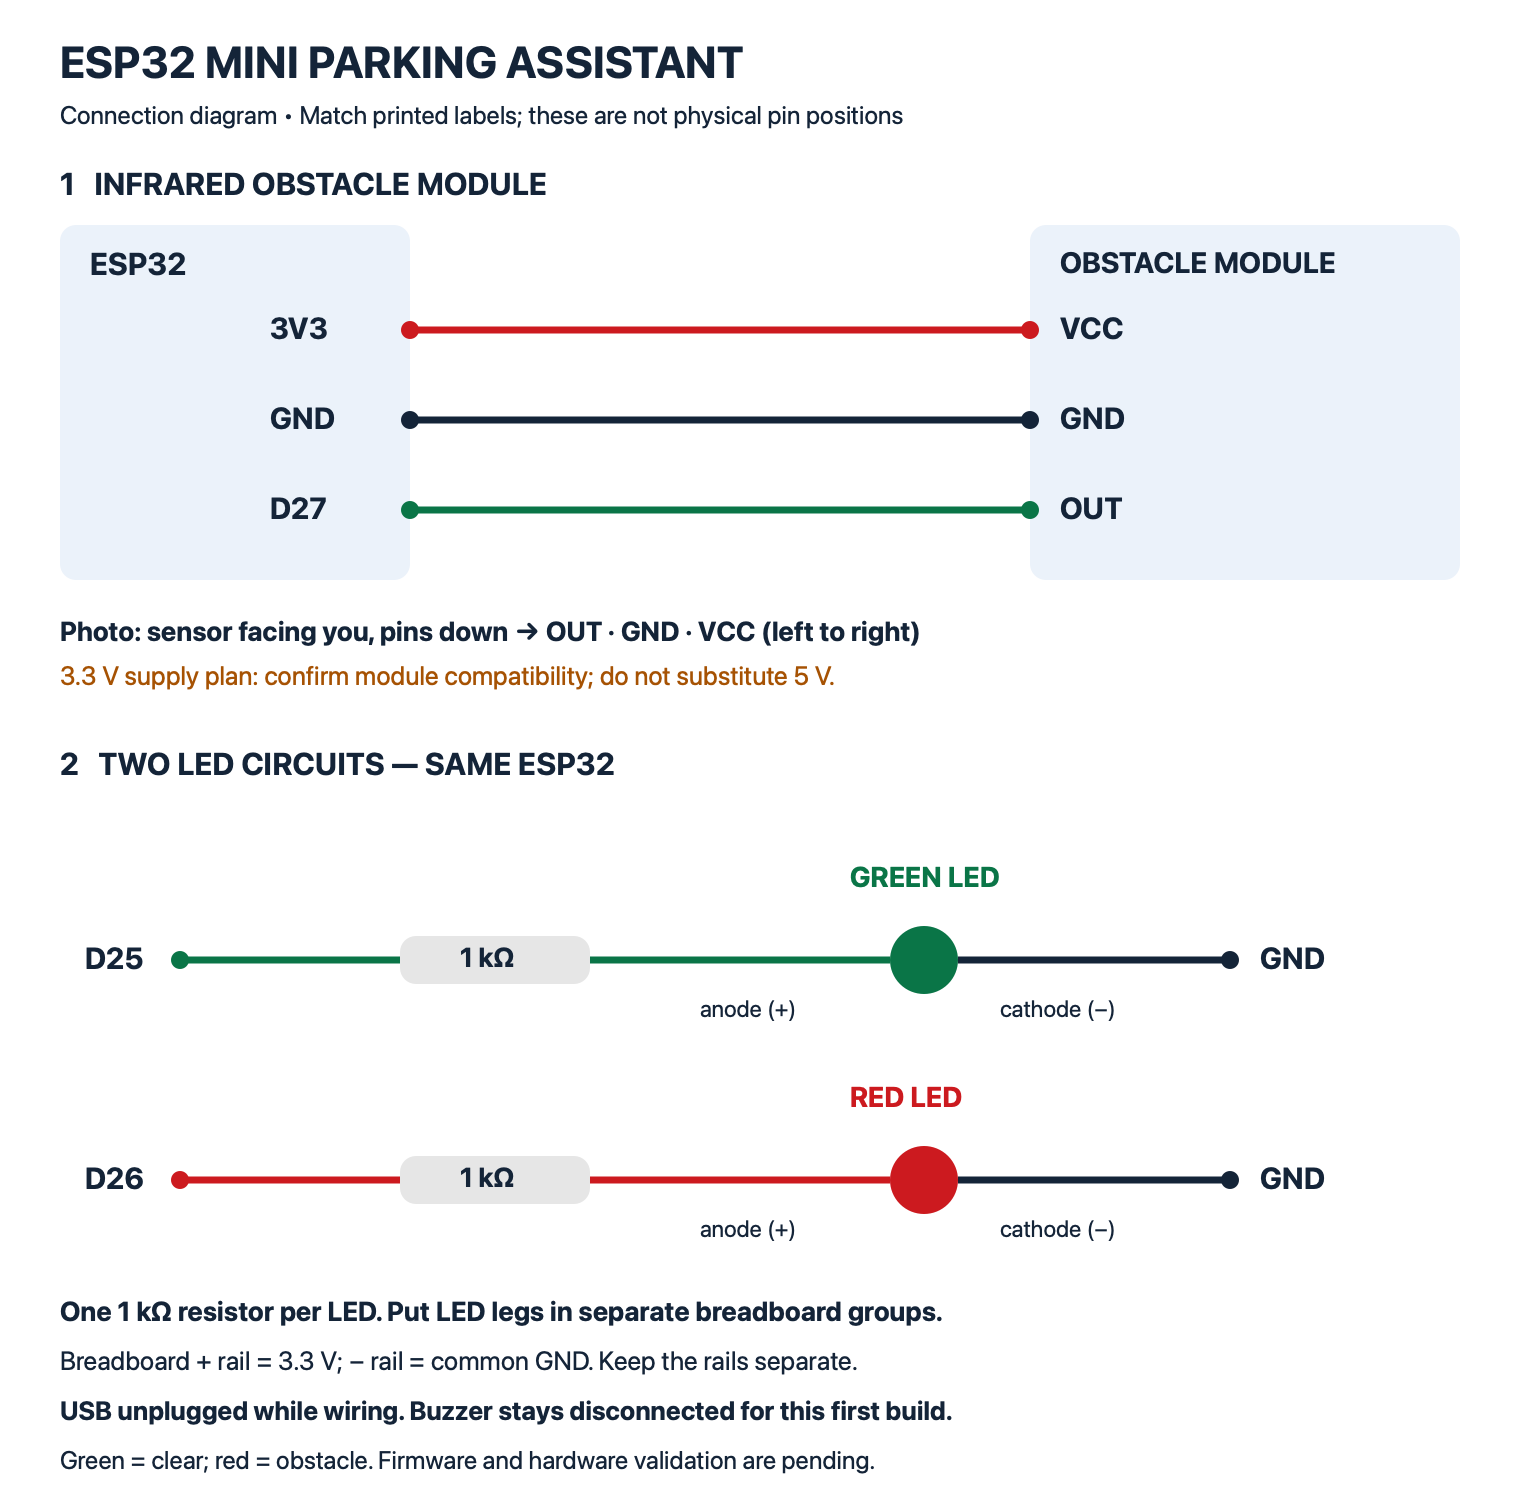 ESP32 MINI PARKING ASSISTANT
Connection diagram • Match printed labels; these are not physical pin positions
1 INFRARED OBSTACLE MODULE
ESP32
OBSTACLE MODULE
3V3
VCC
GND
GND
D27
OUT
Photo: sensor facing you, pins down → OUT · GND · VCC (left to right)
3.3 V supply plan: confirm module compatibility; do not substitute 5 V.
2 TWO LED CIRCUITS — SAME ESP32
GREEN LED
D25
1 kΩ
GND
anode (+)
cathode (–)
RED LED
D26
1 kΩ
GND
anode (+)
cathode (–)
One 1 kΩ resistor per LED. Put LED legs in separate breadboard groups.
Breadboard + rail = 3.3 V; – rail = common GND. Keep the rails separate.
USB unplugged while wiring. Buzzer stays disconnected for this first build.
Green = clear; red = obstacle. Firmware and hardware validation are pending.